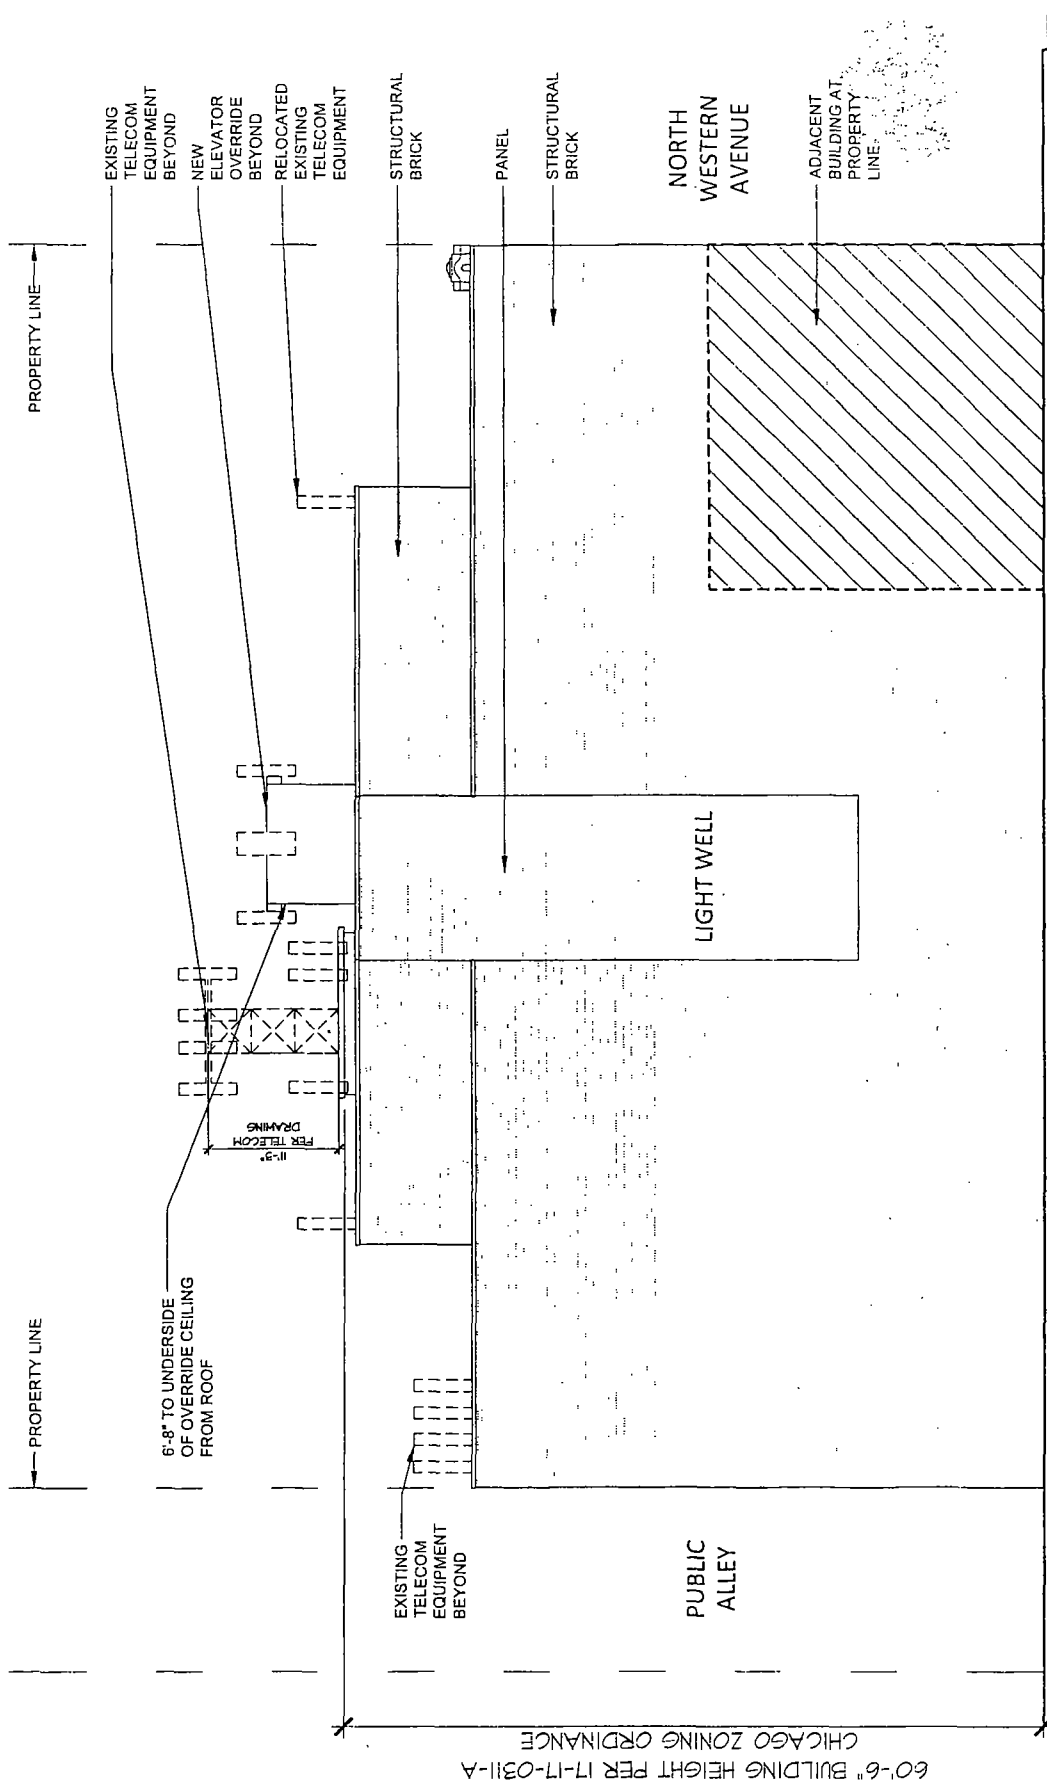 PROPERTY LINE
PROPERTY LINE
EXISTING
TELECOM
EQUIPMENT
BEYOND
NEW
ELEVATOR
OVERRIDE
BEYOND
RELOCATED
EXISTING
TELECOM
EQUIPMENT
STRUCTURAL
BRICK
PANEL
STRUCTURAL
BRICK
NORTH
WESTERN
AVENUE
ADJACENT
BUILDING AT
PROPERTY
LINE
6'-8" TO UNDERSIDE
OF OVERRIDE CEILING
FROM ROOF
11'-3"
PER TELECOM
DRAWING
LIGHT WELL
EXISTING
TELECOM
EQUIPMENT
BEYOND
PUBLIC
ALLEY
60'-6" BUILDING HEIGHT PER 17-17-0311-A
CHICAGO ZONING ORDINANCE